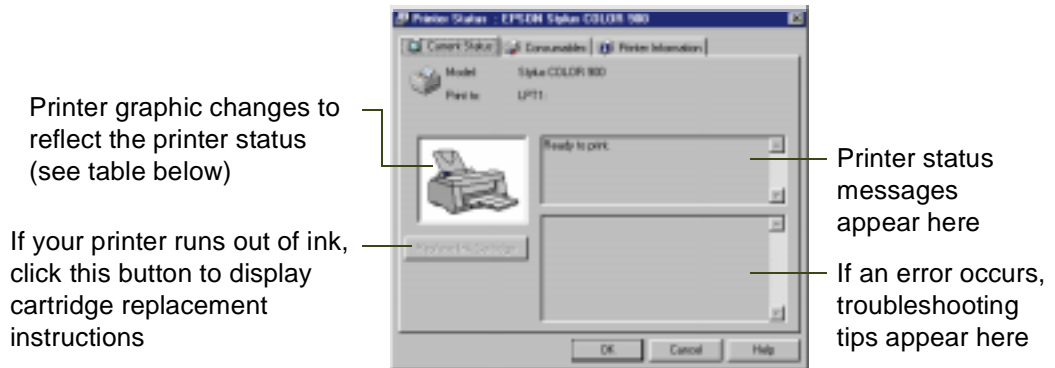 Printer Status : EPSON Stylus COLOR 900
Current Status
Consumables
Printer Information
Model: Stylus COLOR 900
Print to: LPT1:
Printer graphic changes to
reflect the printer status
(see table below)
Ready to print.
Printer status
messages
appear here
If your printer runs out of ink,
click this button to display
cartridge replacement
instructions
If an error occurs,
troubleshooting
tips appear here
OK
Cancel
Help